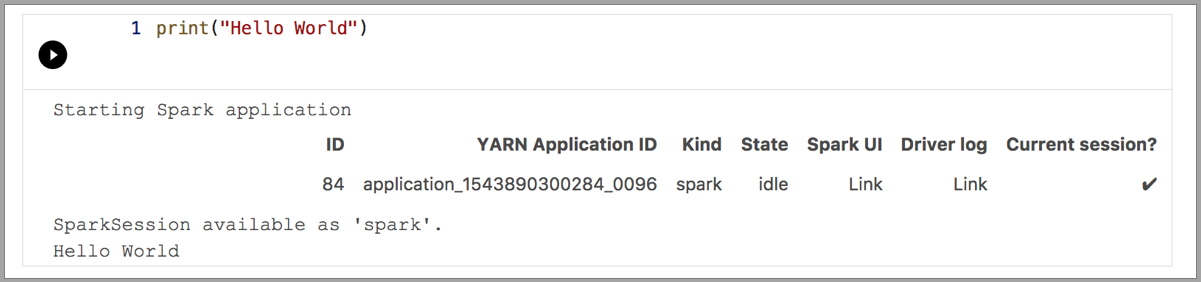 1 print("Hello World")
Starting Spark application
ID YARN Application ID Kind State Spark UI Driver log Current session?
84 application_1543890300284_0096 spark idle Link Link ✔
SparkSession available as 'spark'.
Hello World